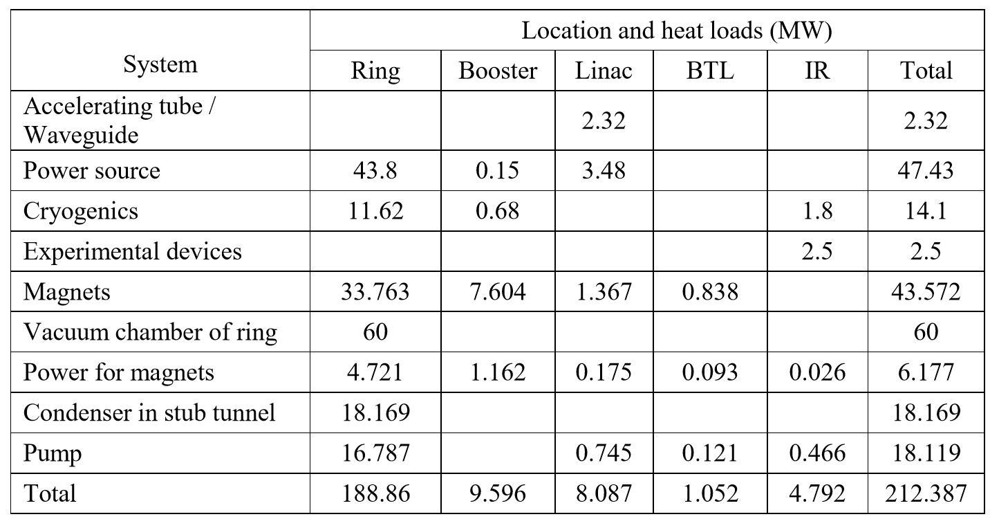 Location and heat loads (MW)
System
Ring Booster Linac BTL IR Total
Accelerating tube /
Waveguide
2.32 2.32
Power source 43.8 0.15 3.48 47.43
Cryogenics 11.62 0.68 1.8 14.1
Experimental devices 2.5 2.5
Magnets 33.763 7.604 1.367 0.838 43.572
Vacuum chamber of ring 60 60
Power for magnets 4.721 1.162 0.175 0.093 0.026 6.177
Condenser in stub tunnel 18.169 18.169
Pump 16.787 0.745 0.121 0.466 18.119
Total 188.86 9.596 8.087 1.052 4.792 212.387